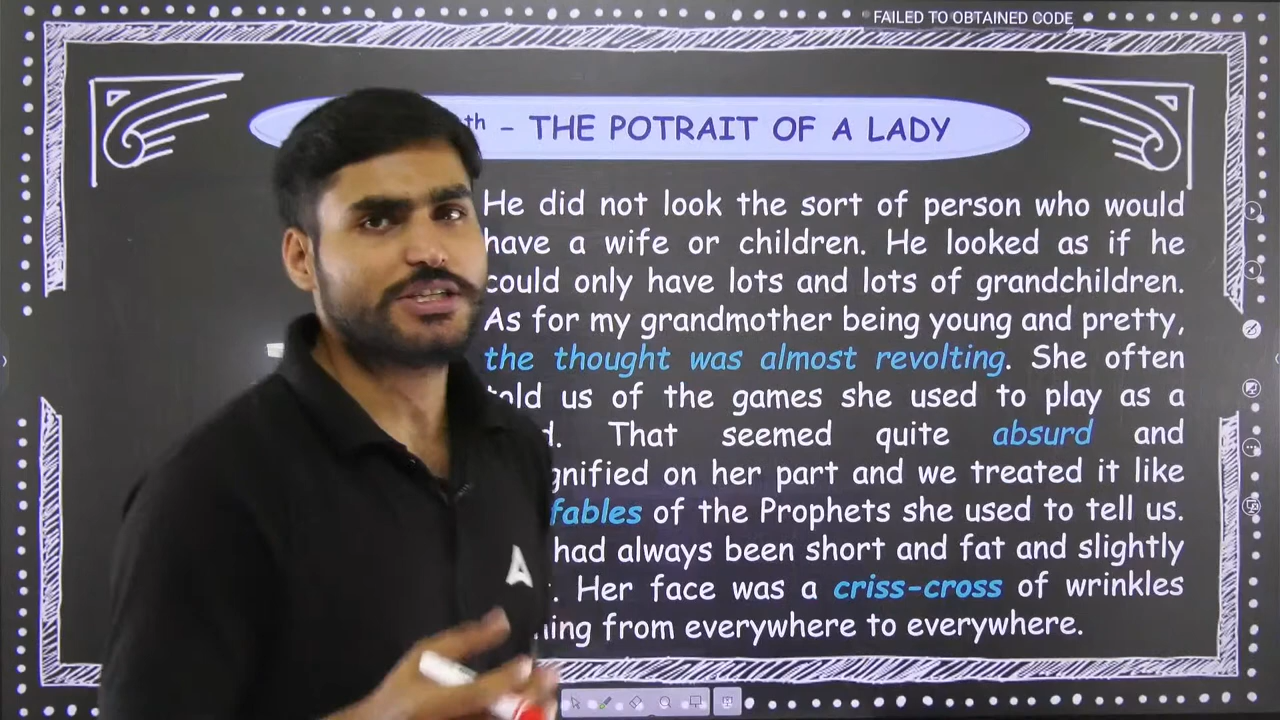 FAILED TO OBTAINED CODE
th - THE POTRAIT OF A LADY
He did not look the sort of person who would
have a wife or children. He looked as if he
could only have lots and lots of grandchildren.
As for my grandmother being young and pretty,
the thought was almost revolting. She often
told us of the games she used to play as a
That seemed quite absurd and
on her part and we treated it like
fables of the Prophets she used to tell us.
had always been short and fat and slightly
Her face was a criss-cross of wrinkles
from everywhere to everywhere.